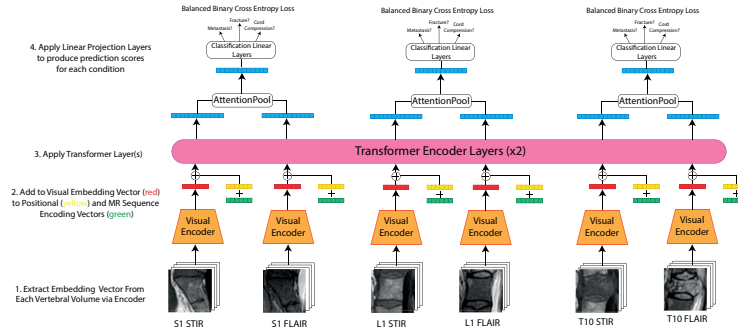 Balanced Binary Cross Entropy Loss
Balanced Binary Cross Entropy Loss
Balanced Binary Cross Entropy Loss
Metastasis?
Fracture?
Cord
Compression?
Metastasis?
Fracture?
Cord
Compression?
Metastasis?
Fracture?
Cord
Compression?
4. Apply Linear Projection Layers
to produce prediction scores
for each condition
Classification Linear
Layers
Classification Linear
Layers
Classification Linear
Layers
AttentionPool
AttentionPool
AttentionPool
3. Apply Transformer Layer(s)
Transformer Encoder Layers (x2)
2. Add to Visual Embedding Vector (red)
to Positional (yellow) and MR Sequence
Encoding Vectors (green)
+
+
+
+
+
+
Visual
Encoder
Visual
Encoder
Visual
Encoder
Visual
Encoder
Visual
Encoder
Visual
Encoder
1. Extract Embedding Vector From
Each Vertebral Volume via Encoder
S1 STIR
S1 FLAIR
L1 STIR
L1 FLAIR
T10 STIR
T10 FLAIR